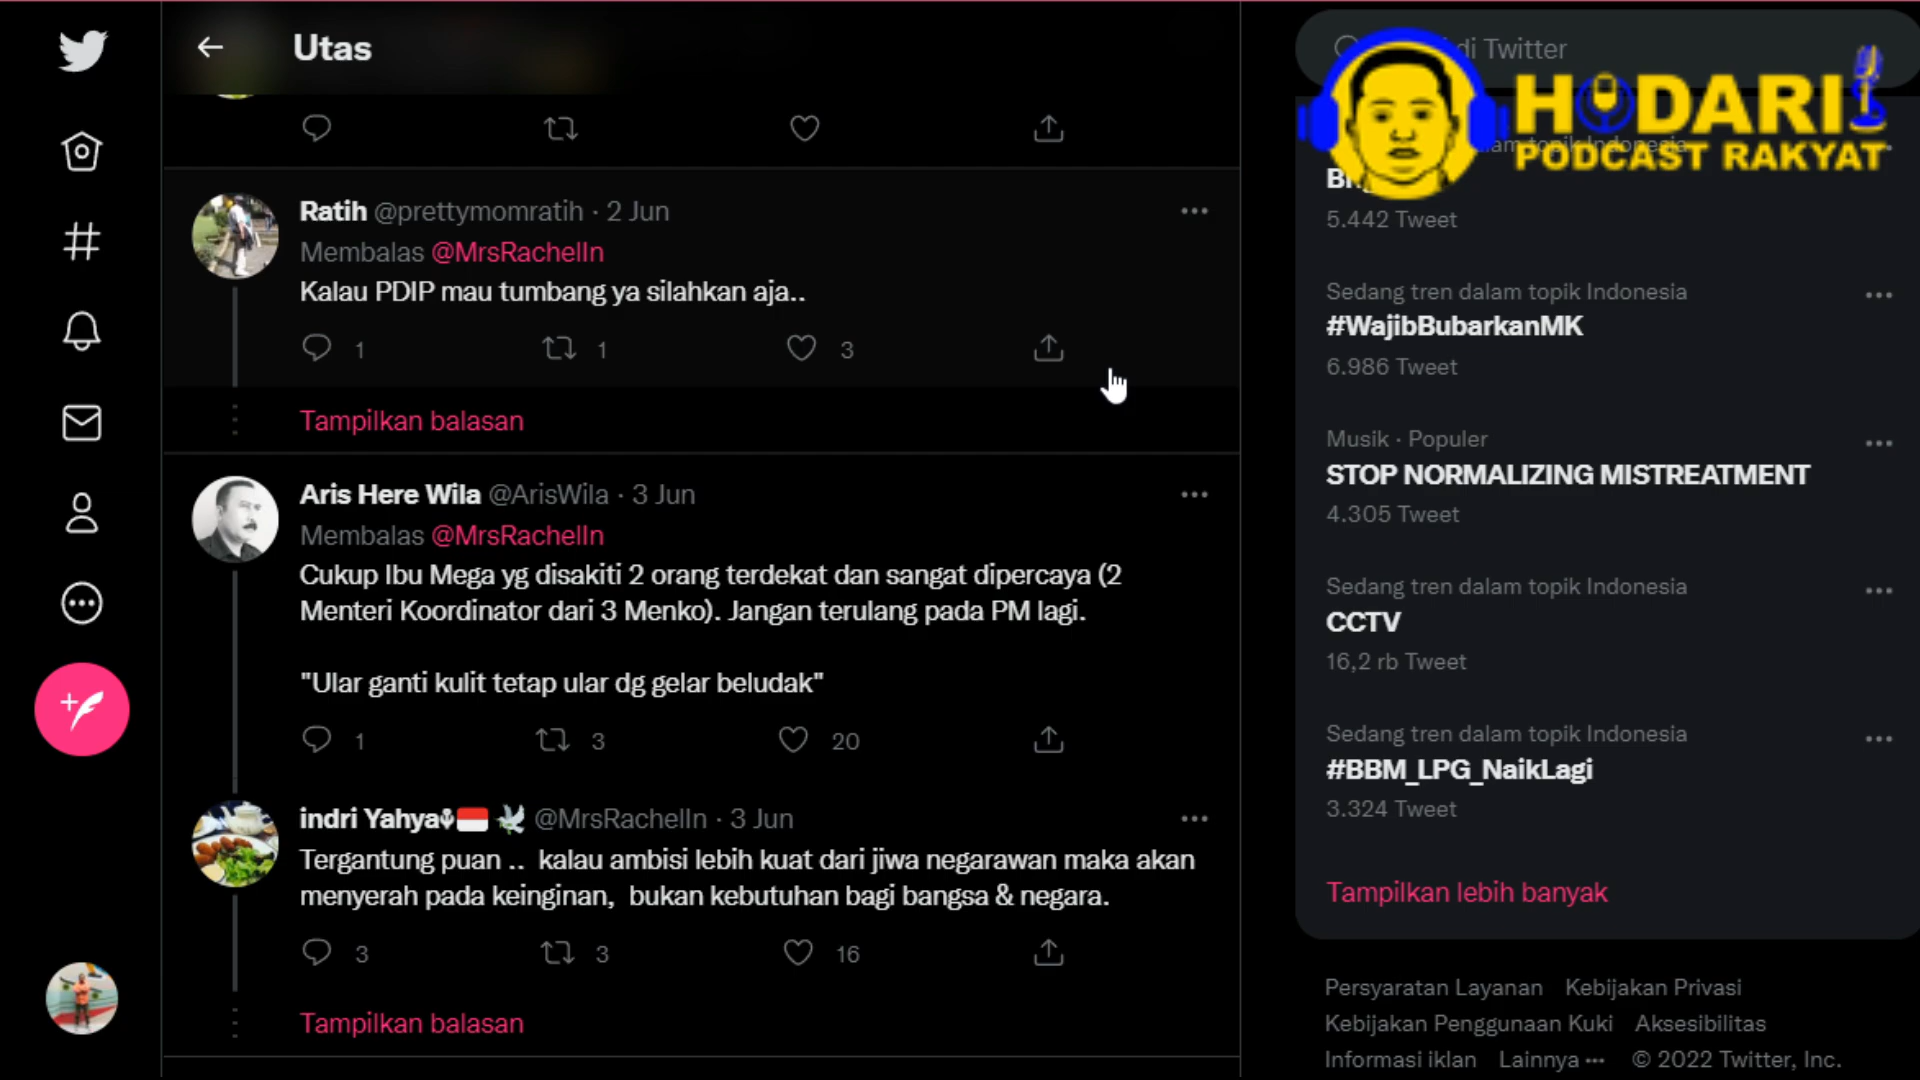 Utas
Ratih @prettymomratih · 2 Jun
Membalas @MrsRachelIn
Kalau PDIP mau tumbang ya silahkan aja..
1 1 3
Tampilkan balasan
Aris Here Wila @ArisWila · 3 Jun
Membalas @MrsRachelIn
Cukup Ibu Mega yg disakiti 2 orang terdekat dan sangat dipercaya (2
Menteri Koordinator dari 3 Menko). Jangan terulang pada PM lagi.
"Ular ganti kulit tetap ular dg gelar beludak"
1 3 20
indri Yahya @MrsRachelIn · 3 Jun
Tergantung puan .. kalau ambisi lebih kuat dari jiwa negarawan maka akan
menyerah pada keinginan, bukan kebutuhan bagi bangsa & negara.
3 3 16
Tampilkan balasan
di Twitter
HODARI
PODCAST RAKYAT
topik Indonesia
5.442 Tweet
Sedang tren dalam topik Indonesia
#WajibBubarkanMK
6.986 Tweet
Musik · Populer
STOP NORMALIZING MISTREATMENT
4.305 Tweet
Sedang tren dalam topik Indonesia
CCTV
16,2 rb Tweet
Sedang tren dalam topik Indonesia
#BBM_LPG_NaikLagi
3.324 Tweet
Tampilkan lebih banyak
Persyaratan Layanan Kebijakan Privasi
Kebijakan Penggunaan Kuki Aksesibilitas
Informasi iklan Lainnya ··· © 2022 Twitter, Inc.